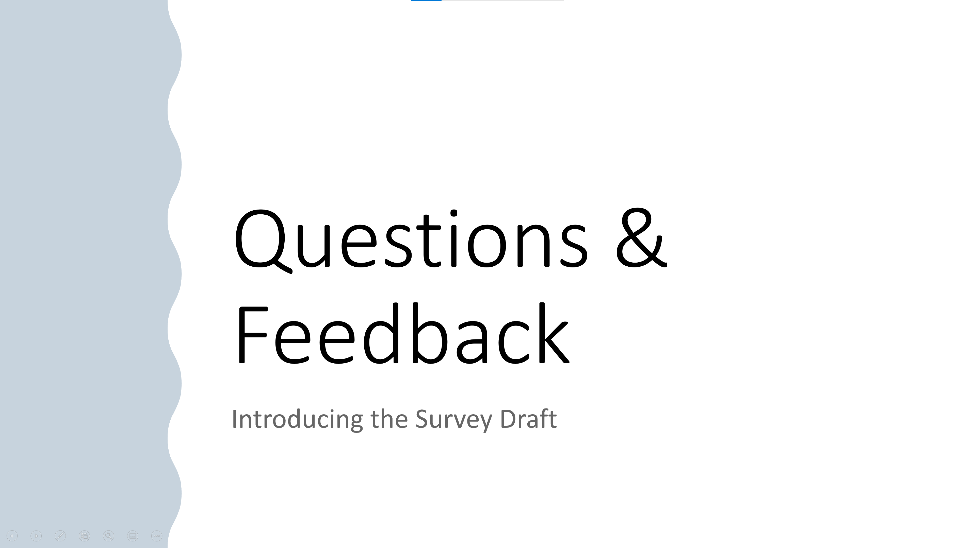 Questions &
Feedback
Introducing the Survey Draft